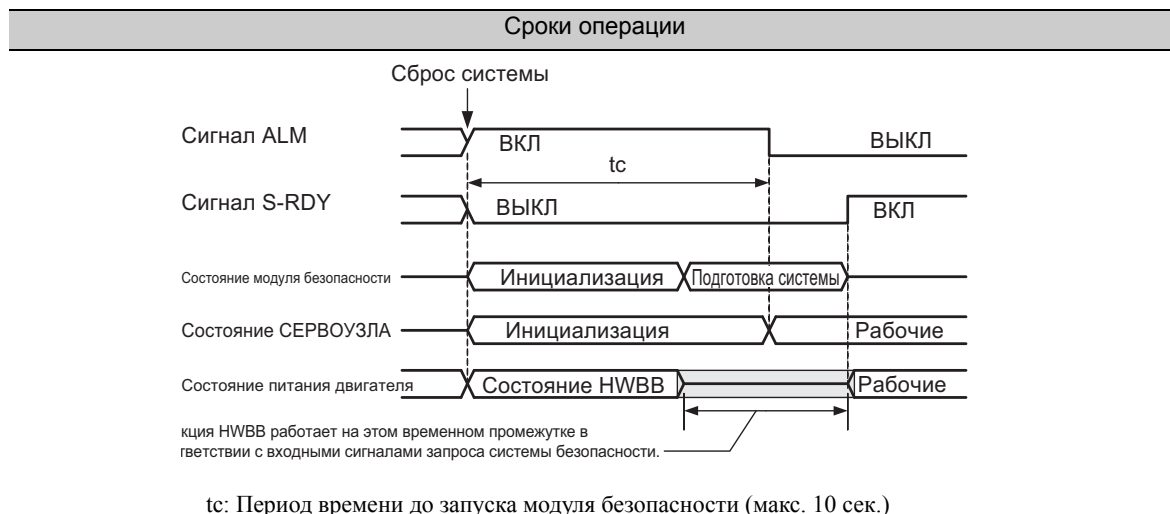 Сроки операции
Сброс системы
Сигнал ALM
ВКЛ
ВЫКЛ
tc
Сигнал S-RDY
ВЫКЛ
ВКЛ
Состояние модуля безопасности
Инициализация
Подготовка системы
Состояние СЕРВОУЗЛА
Инициализация
Рабочие
Состояние питания двигателя
Состояние HWBB
Рабочие
кция HWBB работает на этом временном промежутке в
тветствии с входными сигналами запроса системы безопасности.
tc: Период времени до запуска модуля безопасности (макс. 10 сек.)